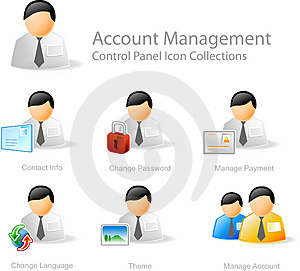 Account Management
Control Panel Icon Collections
Contact Info
Change Password
Manage Payment
Change Language
Theme
Manage Account